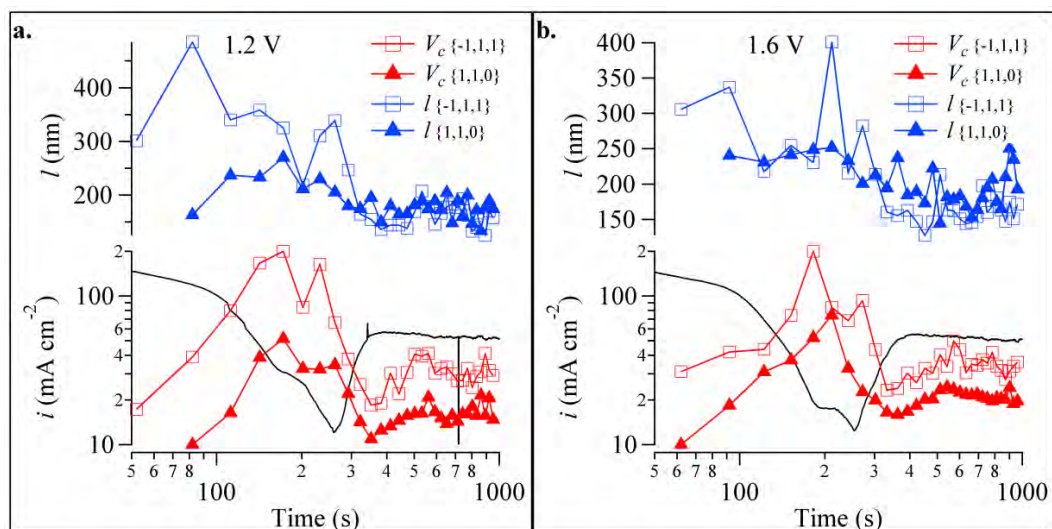 a.
1.2 V
V c {-1,1,1}
V c {1,1,0}
l {-1,1,1}
l {1,1,0}
l (nm)
400
300
200
i (mA cm-2)
2
100
6
4
2
10
5 6 7 8 100 2 3 4 5 6 7 8 1000
Time (s)
b.
1.6 V
V c {-1,1,1}
V c {1,1,0}
l {-1,1,1}
l {1,1,0}
l (nm)
400
350
300
250
200
150
i (mA cm-2)
2
100
6
4
2
10
5 6 7 8 100 2 3 4 5 6 7 8 1000
Time (s)